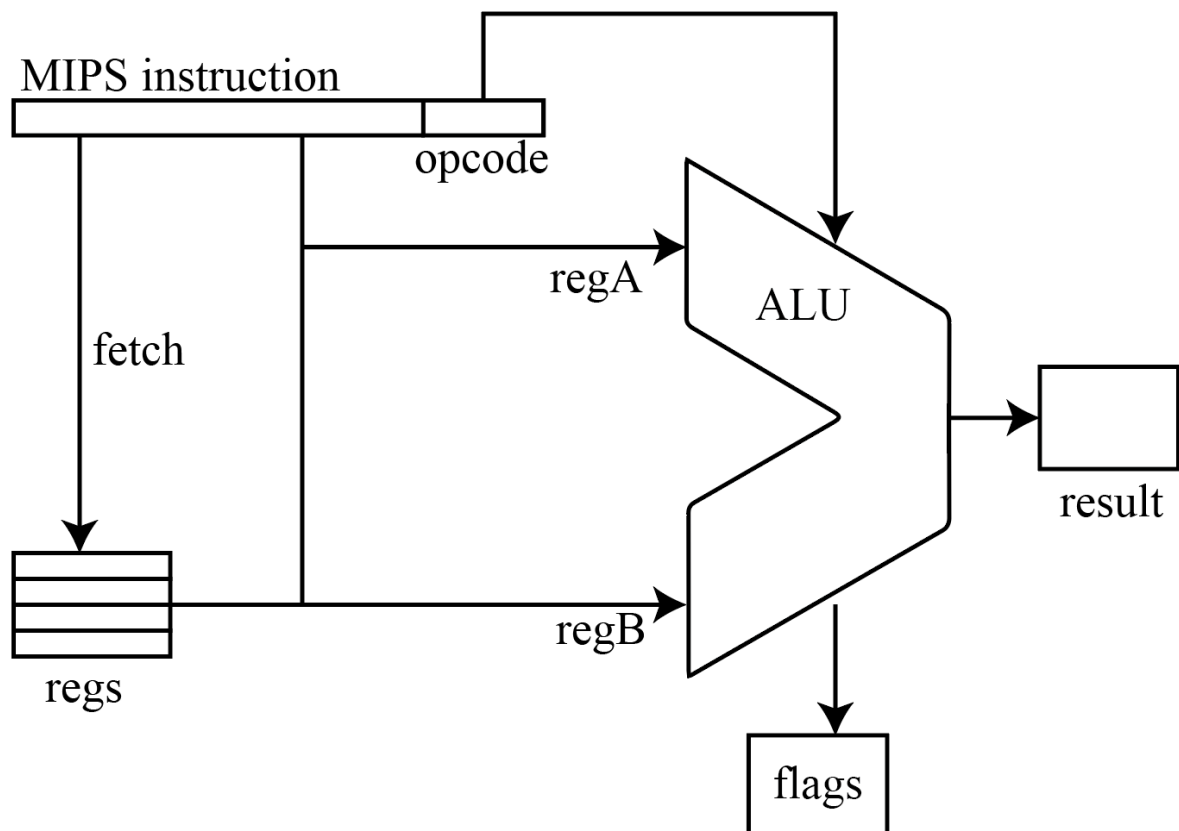 MIPS instruction
opcode
regA
ALU
fetch
result
regB
regs
flags